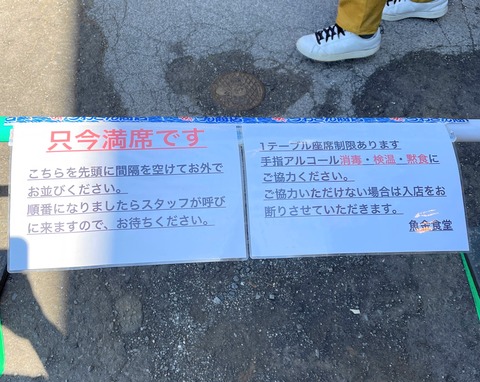 只今満席です
こちらを先頭に間隔を空けてお外で
お並びください。
順番になりましたらスタッフが呼び
に来ますので、お待ちください。
1テーブル座席制限あります
手指アルコール消毒・検温・黙食に
ご協力ください。
ご協力いただけない場合は入店をお
断りさせていただきます。
魚金食堂